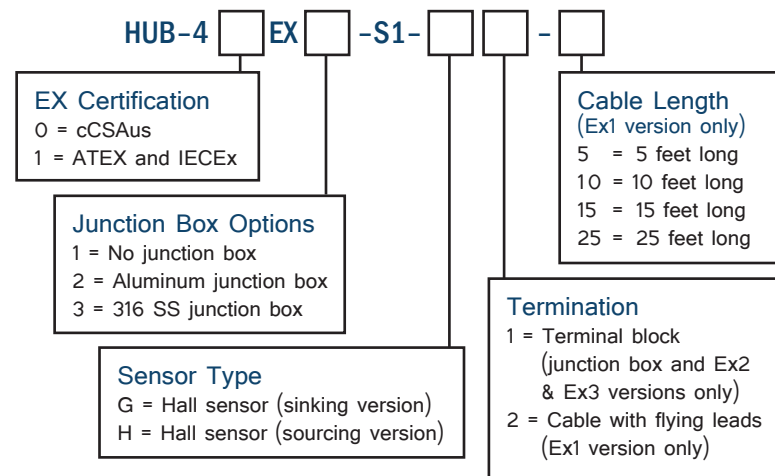 HUB-4 EX -S1- -
EX Certification
0 = cCSAus
1 = ATEX and IECEx
Junction Box Options
1 = No junction box
2 = Aluminum junction box
3 = 316 SS junction box
Sensor Type
G = Hall sensor (sinking version)
H = Hall sensor (sourcing version)
Cable Length
(Ex1 version only)
5 = 5 feet long
10 = 10 feet long
15 = 15 feet long
25 = 25 feet long
Termination
1 = Terminal block
(junction box and Ex2
& Ex3 versions only)
2 = Cable with flying leads
(Ex1 version only)